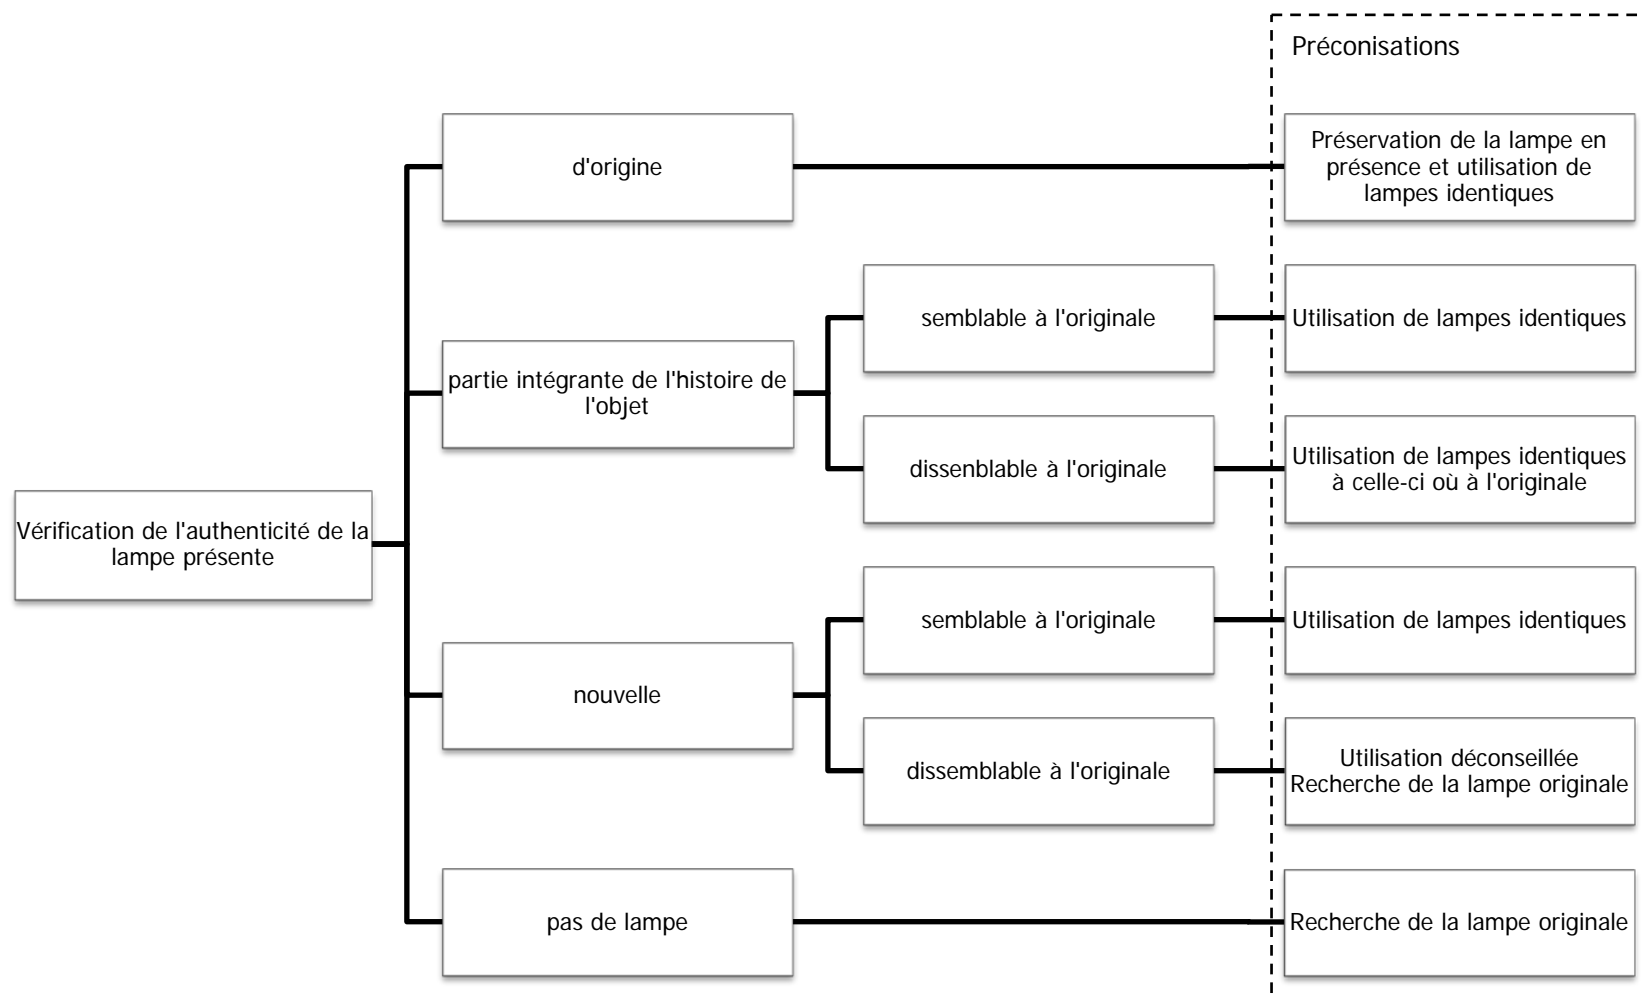 Préconisations
d'origine
Préservation de la lampe en
présence et utilisation de
lampes identiques
semblable à l'originale
Utilisation de lampes identiques
partie intégrante de l'histoire de
l'objet
dissenblable à l'originale
Utilisation de lampes identiques
à celle-ci où à l'originale
Vérification de l'authenticité de la
lampe présente
semblable à l'originale
Utilisation de lampes identiques
nouvelle
dissemblable à l'originale
Utilisation déconseillée
Recherche de la lampe originale
pas de lampe
Recherche de la lampe originale